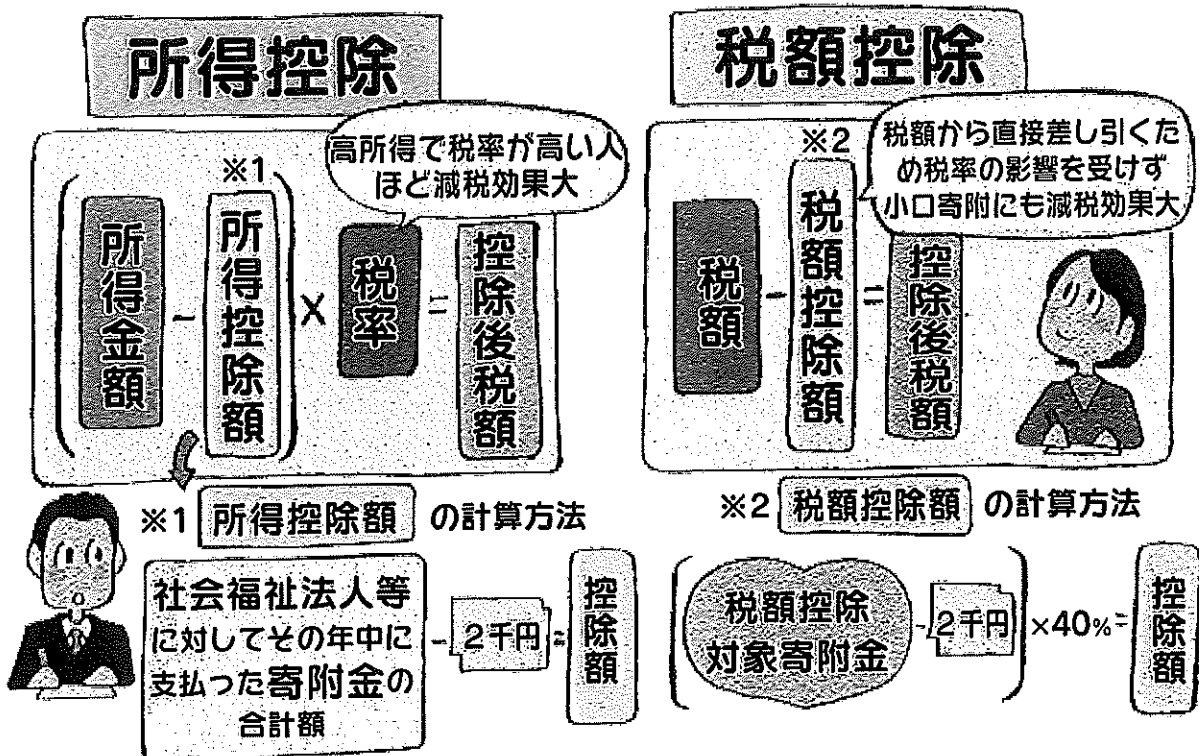 所得控除
※1
高所得で税率が高い人
ほど減税効果大
(所得金額 - 所得控除額) × 税率 = 控除後税額
※1 所得控除額 の計算方法
社会福祉法人等
に対してその年中に
支払った寄附金の
合計額
- 2千円 = 控除額
税額控除
※2
税額から直接差し引くた
め税率の影響を受けず
小口寄附にも減税効果大
税額 - 税額控除額 = 控除後税額
※2 税額控除額 の計算方法
(税額控除
対象寄附金
- 2千円) ×40% = 控除額